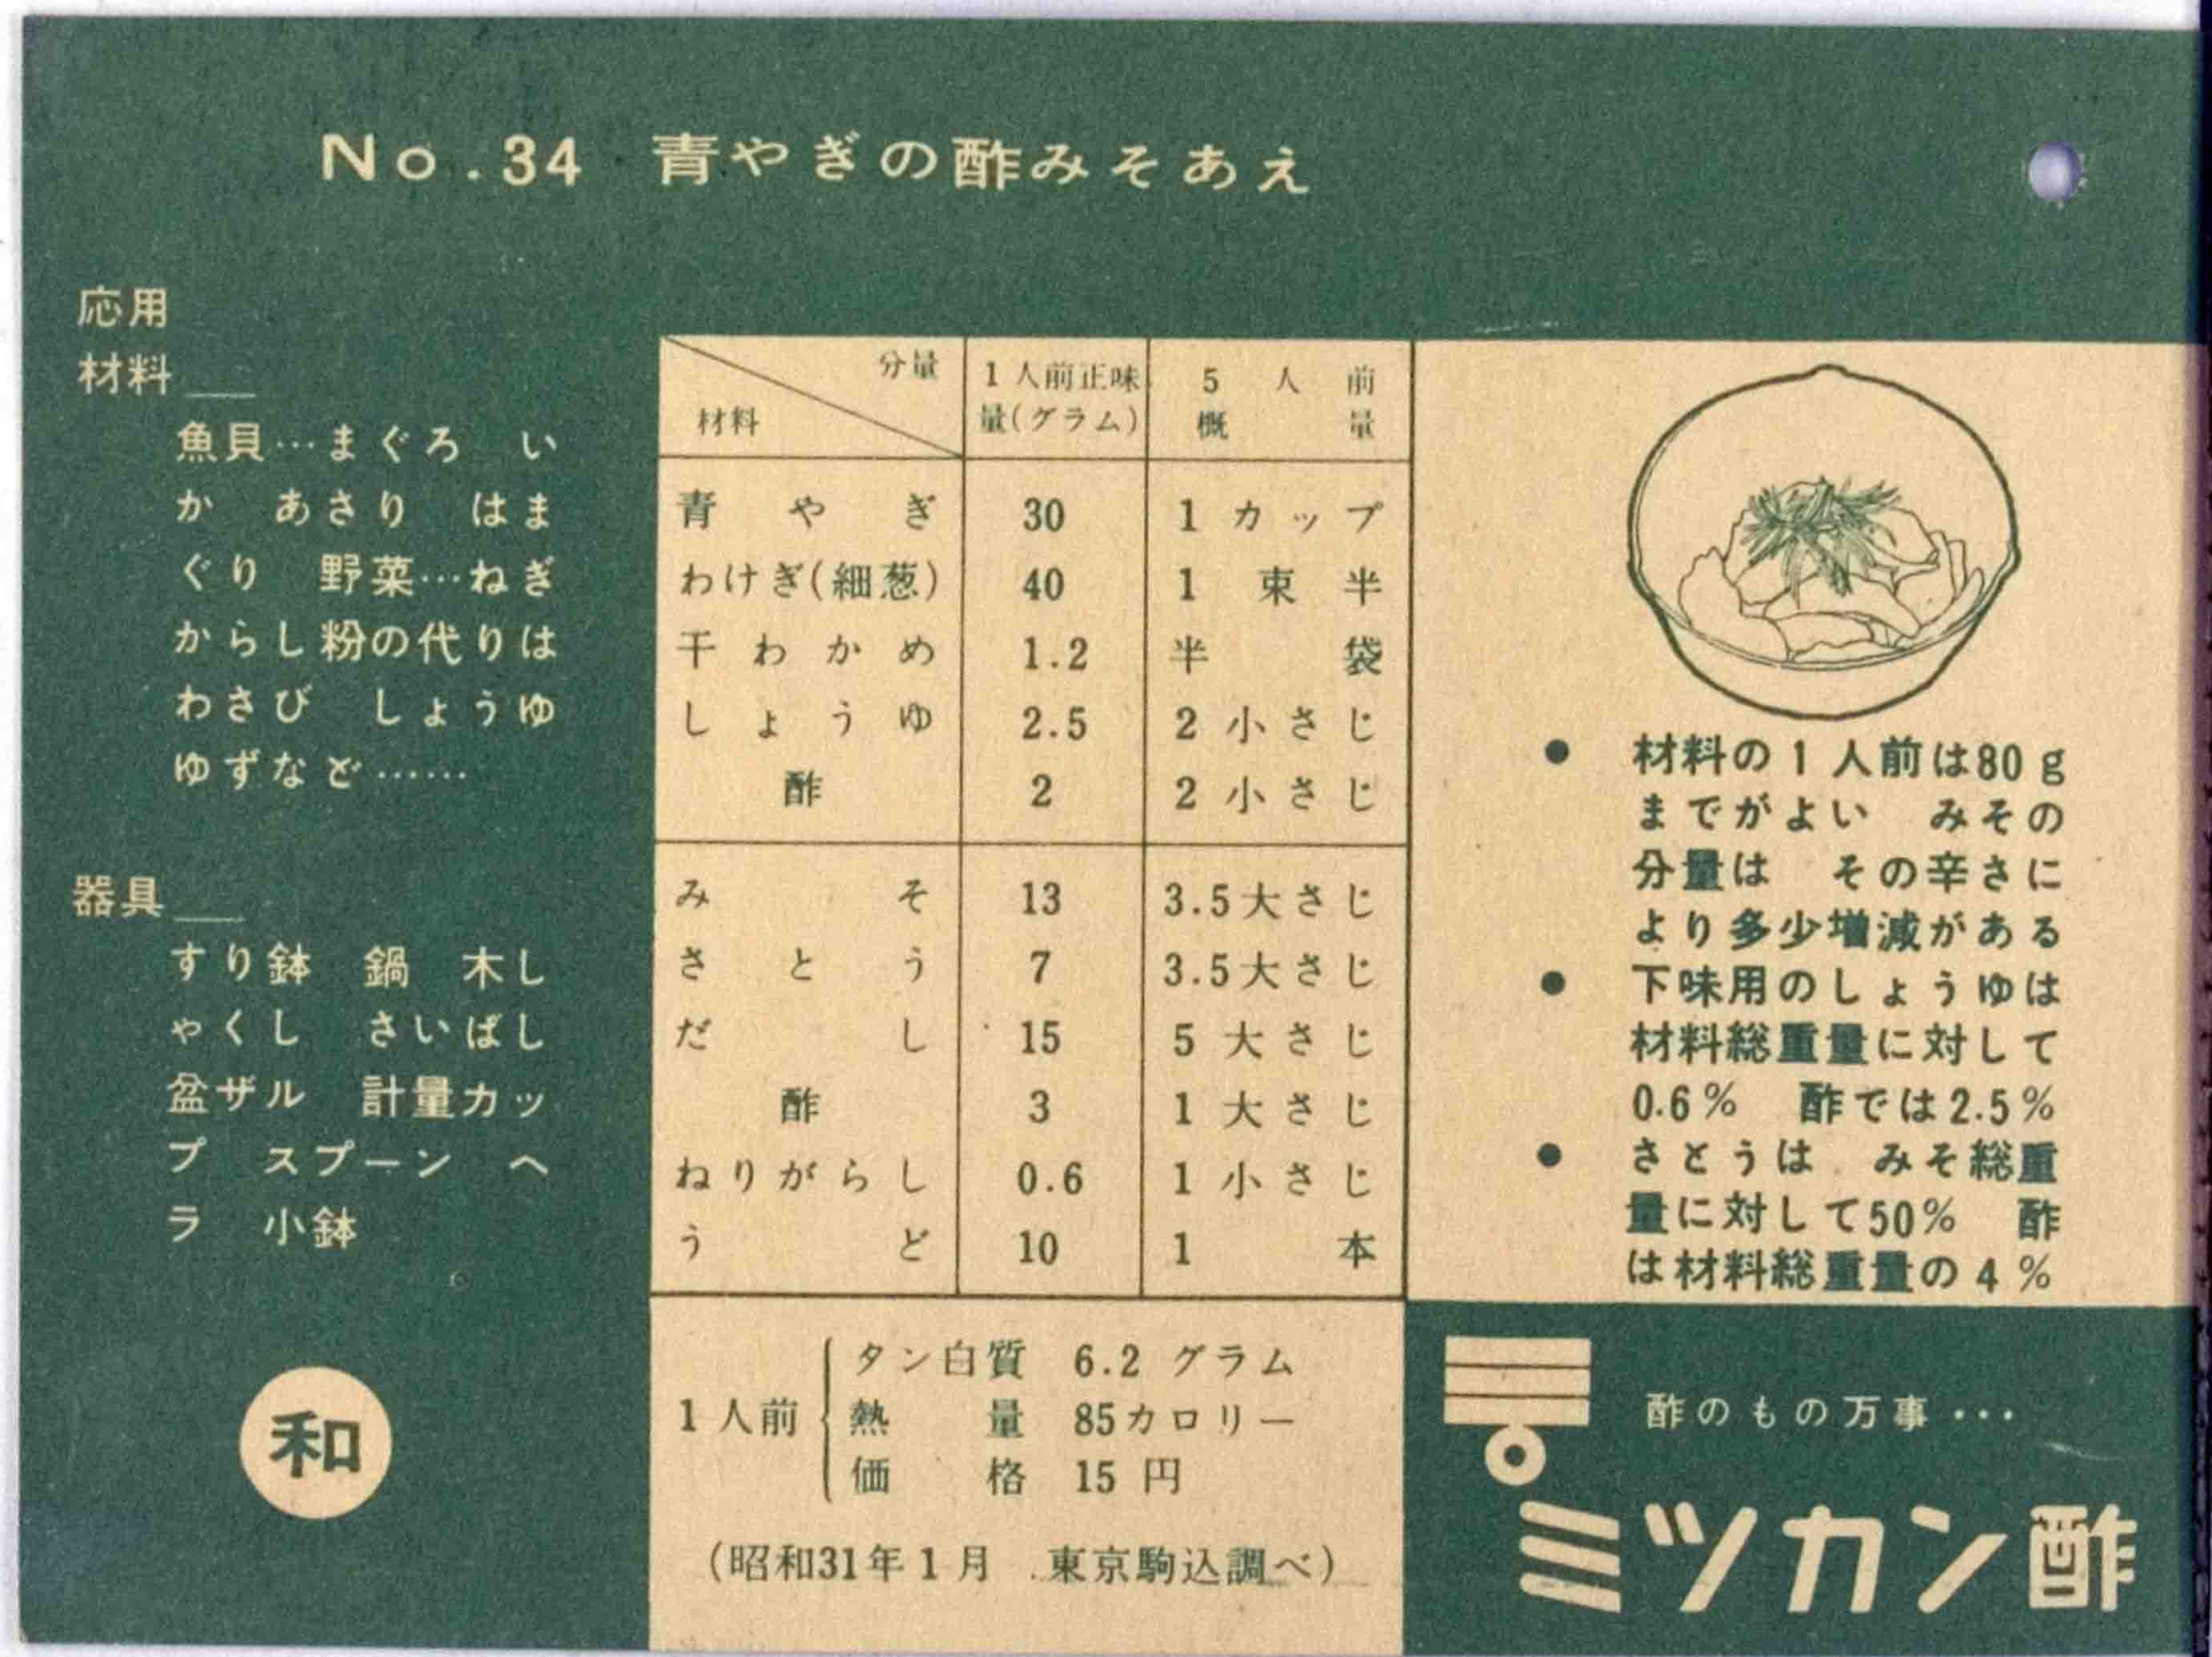 No.34 青やぎの酢みそあえ
応用
材料
魚貝…まぐろ い
か あさり はま
ぐり 野菜…ねぎ
からし粉の代りは
わさび しょうゆ
ゆずなど……
器具
すり鉢 鍋 木し
ゃくし さいばし
盆ザル 計量カッ
プ スプーン ヘ
ラ 小鉢
和
分量
材料
1人前正味
量(グラム)
5人前
概量
青やぎ 30 1カップ
わけぎ(細葱) 40 1束半
干わかめ 1.2 半袋
しょうゆ 2.5 2小さじ
酢 2 2小さじ
みそ 13 3.5大さじ
さとう 7 3.5大さじ
だし 15 5大さじ
酢 3 1大さじ
ねりがらし 0.6 1小さじ
うど 10 1本
1人前
タン白質 6.2グラム
熱量 85カロリー
価格 15円
(昭和31年1月 東京駒込調べ)
● 材料の1人前は80g
までがよい みその
分量は その辛さに
より多少増減がある
● 下味用のしょうゆは
材料総重量に対して
0.6% 酢では2.5%
● さとうは みそ総重
量に対して50% 酢
は材料総重量の4%
酢のもの万事…
ミツカン酢